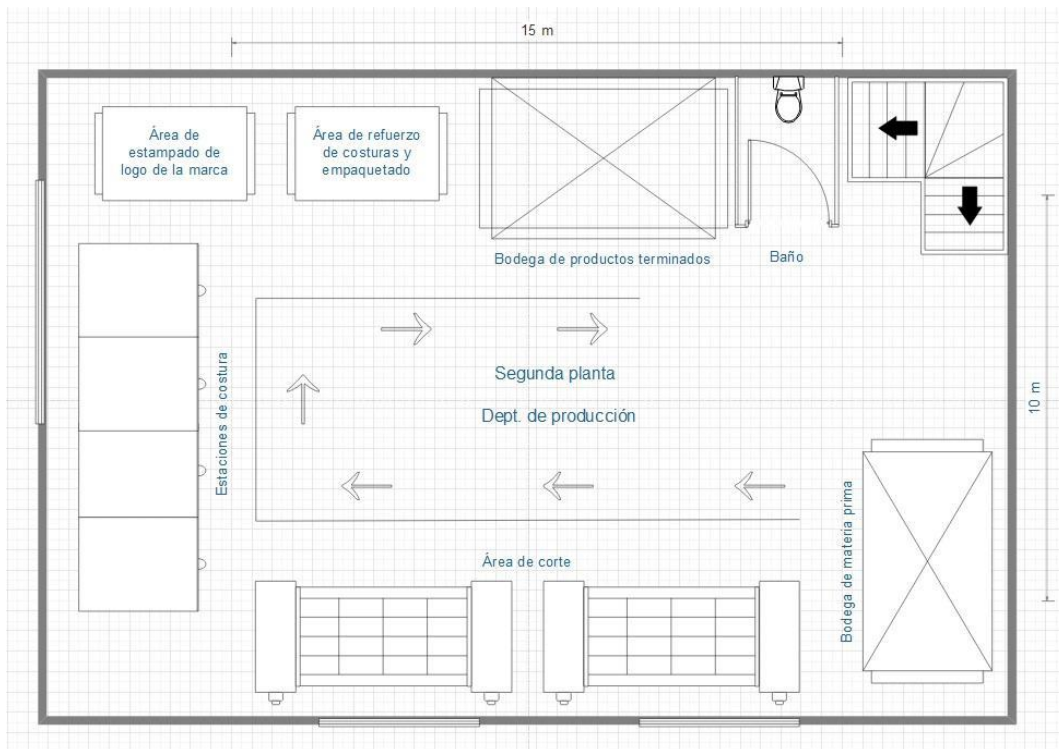 15 m
Área de
estampado de
logo de la marca
Área de refuerzo
de costuras y
empaquetado
Bodega de productos terminados
Baño
Estaciones de costura
Segunda planta
Dept. de producción
10 m
Área de corte
Bodega de materia prima